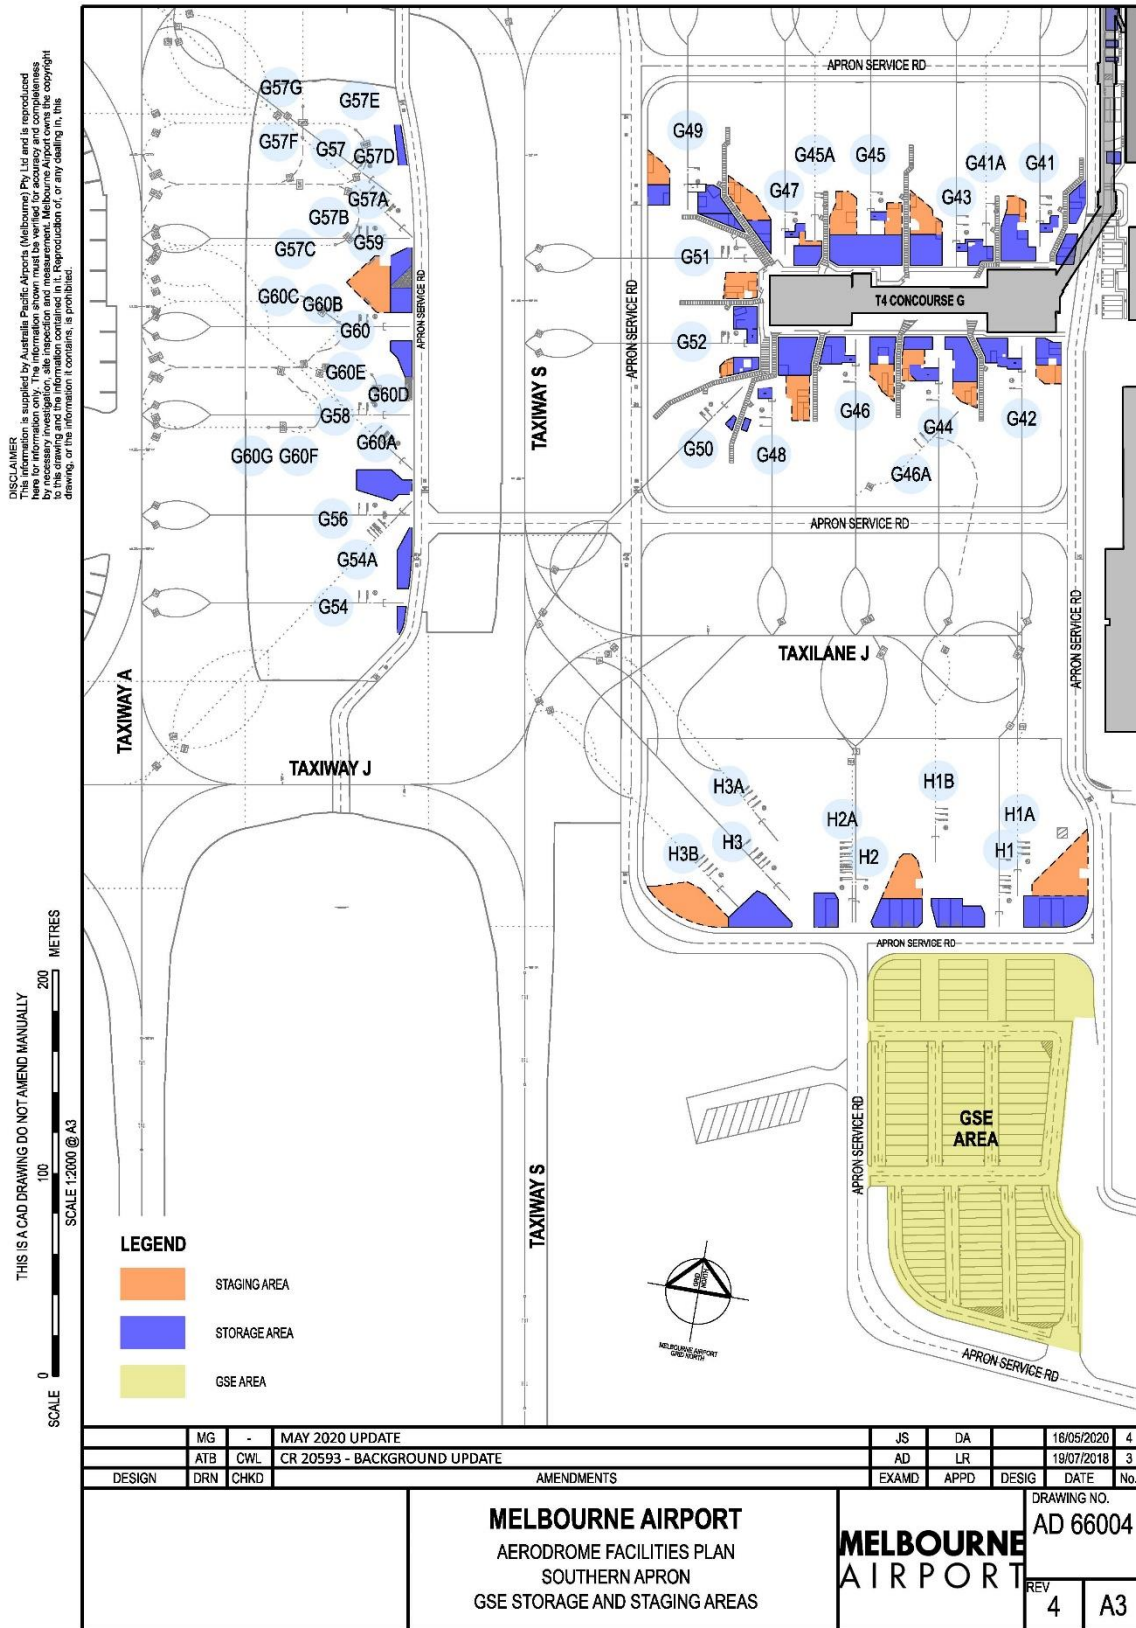 DISCLAIMER
This information is supplied by Australia Pacific Airports (Melbourne) Pty Ltd and is reproduced
here for information only. The information shown must be verified for accuracy and completeness
by necessary investigation, site inspection and measurement. Melbourne Airport owns the copyright
to this drawing and the information contained in it. Reproduction of, or any dealing in, this
drawing, or the information it contains, is prohibited.
THIS IS A CAD DRAWING DO NOT AMEND MANUALLY
SCALE 0 100 200 METRES
SCALE 1:2000 @ A3
APRON SERVICE RD
G57G
G57E
G57F
G57
G57D
G57A
G57B
G57C
G59
G60C
G60B
G60
G60E
G60D
G58
G60A
G60G
G60F
G56
G54A
G54
APRON SERVICE RD
TAXIWAY S
APRON SERVICE RD
G49
G45A
G45
G41A
G41
G47
G43
G51
T4 CONCOURSE G
G52
G50
G48
G46
G46A
G44
G42
APRON SERVICE RD
APRON SERVICE RD
TAXILANE J
TAXIWAY A
TAXIWAY J
H3A
H1B
H2A
H1A
H3
H3B
H2
H1
APRON SERVICE RD
APRON SERVICE RD
GSE
AREA
TAXIWAY S
APRON SERVICE RD
GRID
NORTH
MELBOURNE AIRPORT
GRID NORTH
LEGEND
STAGING AREA
STORAGE AREA
GSE AREA
MG - MAY 2020 UPDATE JS DA 16/05/2020 4
ATB CWL CR 20593 - BACKGROUND UPDATE AD LR 19/07/2018 3
DESIGN DRN CHKD AMENDMENTS EXAMD APPD DESIG DATE No.
MELBOURNE AIRPORT
AERODROME FACILITIES PLAN
SOUTHERN APRON
GSE STORAGE AND STAGING AREAS
MELBOURNE
AIRPORT
DRAWING NO.
AD 66004
REV
4
A3